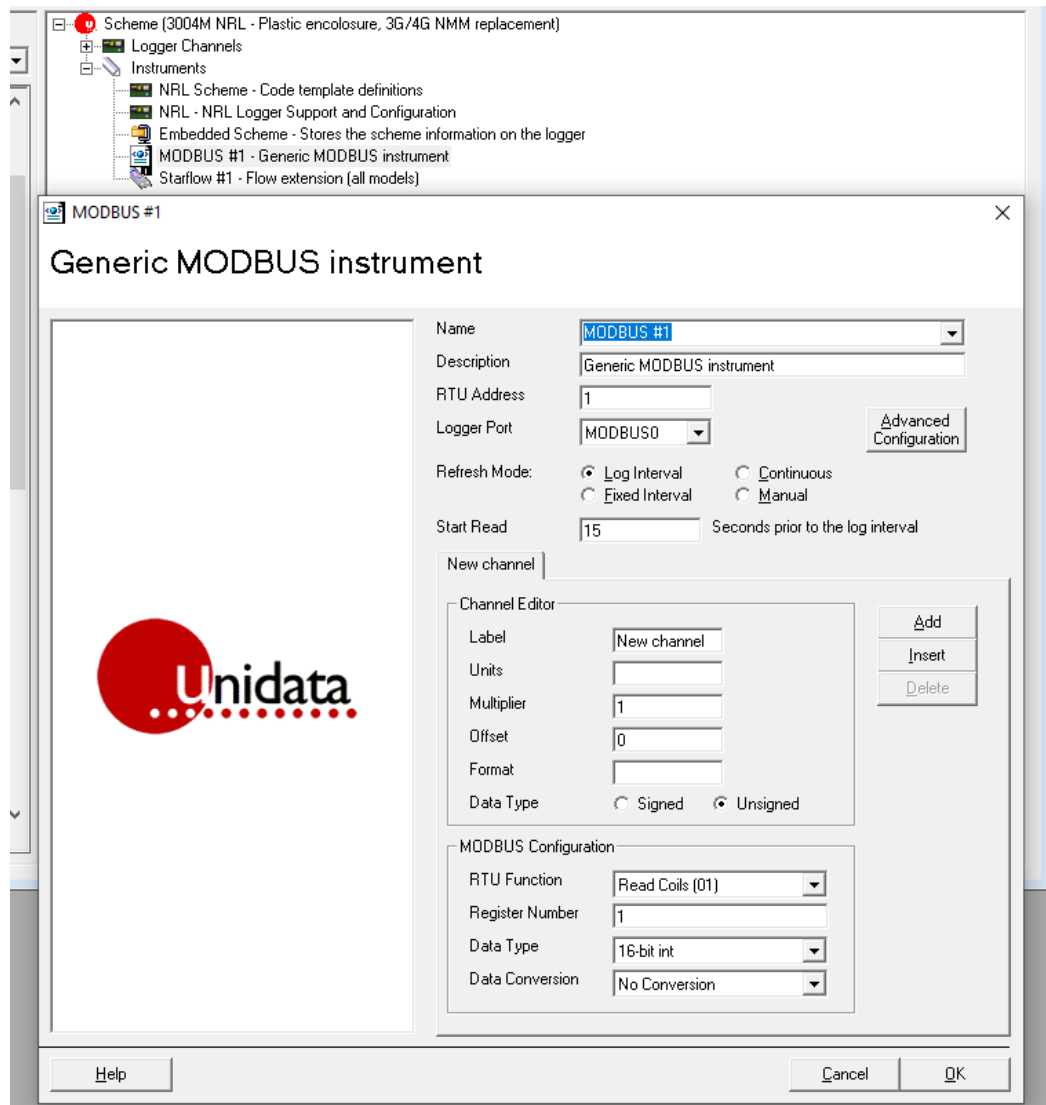 Scheme (3004M NRL - Plastic encolosure, 3G/4G NMM replacement)
Logger Channels
Instruments
NRL Scheme - Code template definitions
NRL - NRL Logger Support and Configuration
Embedded Scheme - Stores the scheme information on the logger
MODBUS #1 - Generic MODBUS instrument
Starflow #1 - Flow extension (all models)
MODBUS #1
Generic MODBUS instrument
Name MODBUS #1
Description Generic MODBUS instrument
RTU Address 1
Logger Port MODBUS0
Advanced Configuration
Refresh Mode: Log Interval Continuous
Fixed Interval Manual
Start Read 15 Seconds prior to the log interval
New channel
Channel Editor
Label New channel
Units
Multiplier 1
Offset 0
Format
Data Type Signed Unsigned
Add
Insert
Delete
MODBUS Configuration
RTU Function Read Coils (01)
Register Number 1
Data Type 16-bit int
Data Conversion No Conversion
Unidata
Help Cancel OK